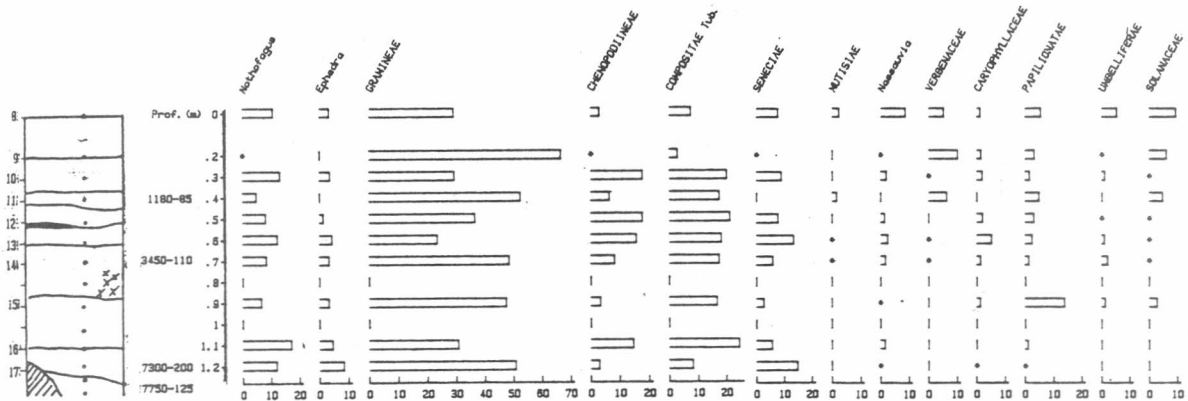 Nothofagus Ephedra GRAMINEAE CHENOPODIINEAE COMPOSITAE Tub. SENECIAE MUTISIAE Nassauvia VERBENACEAE CARYOPHYLLACEAE PAPILIONATAE UMBELLIFERAE SOLANACEAE
8 Prof. (m) 0
9 .2
10 .3
11 1180-85 .4
12 .5
13 .6
14 3450-110 .7
.8
15 .9
1
16 1.1
17 7300-200 1.2
7750-125
0 10 20 0 10 0 10 20 30 40 50 60 70 0 10 20 0 10 20 0 10 20 0 10 0 10 0 10 0 10 0 10 20 0 10 0 10